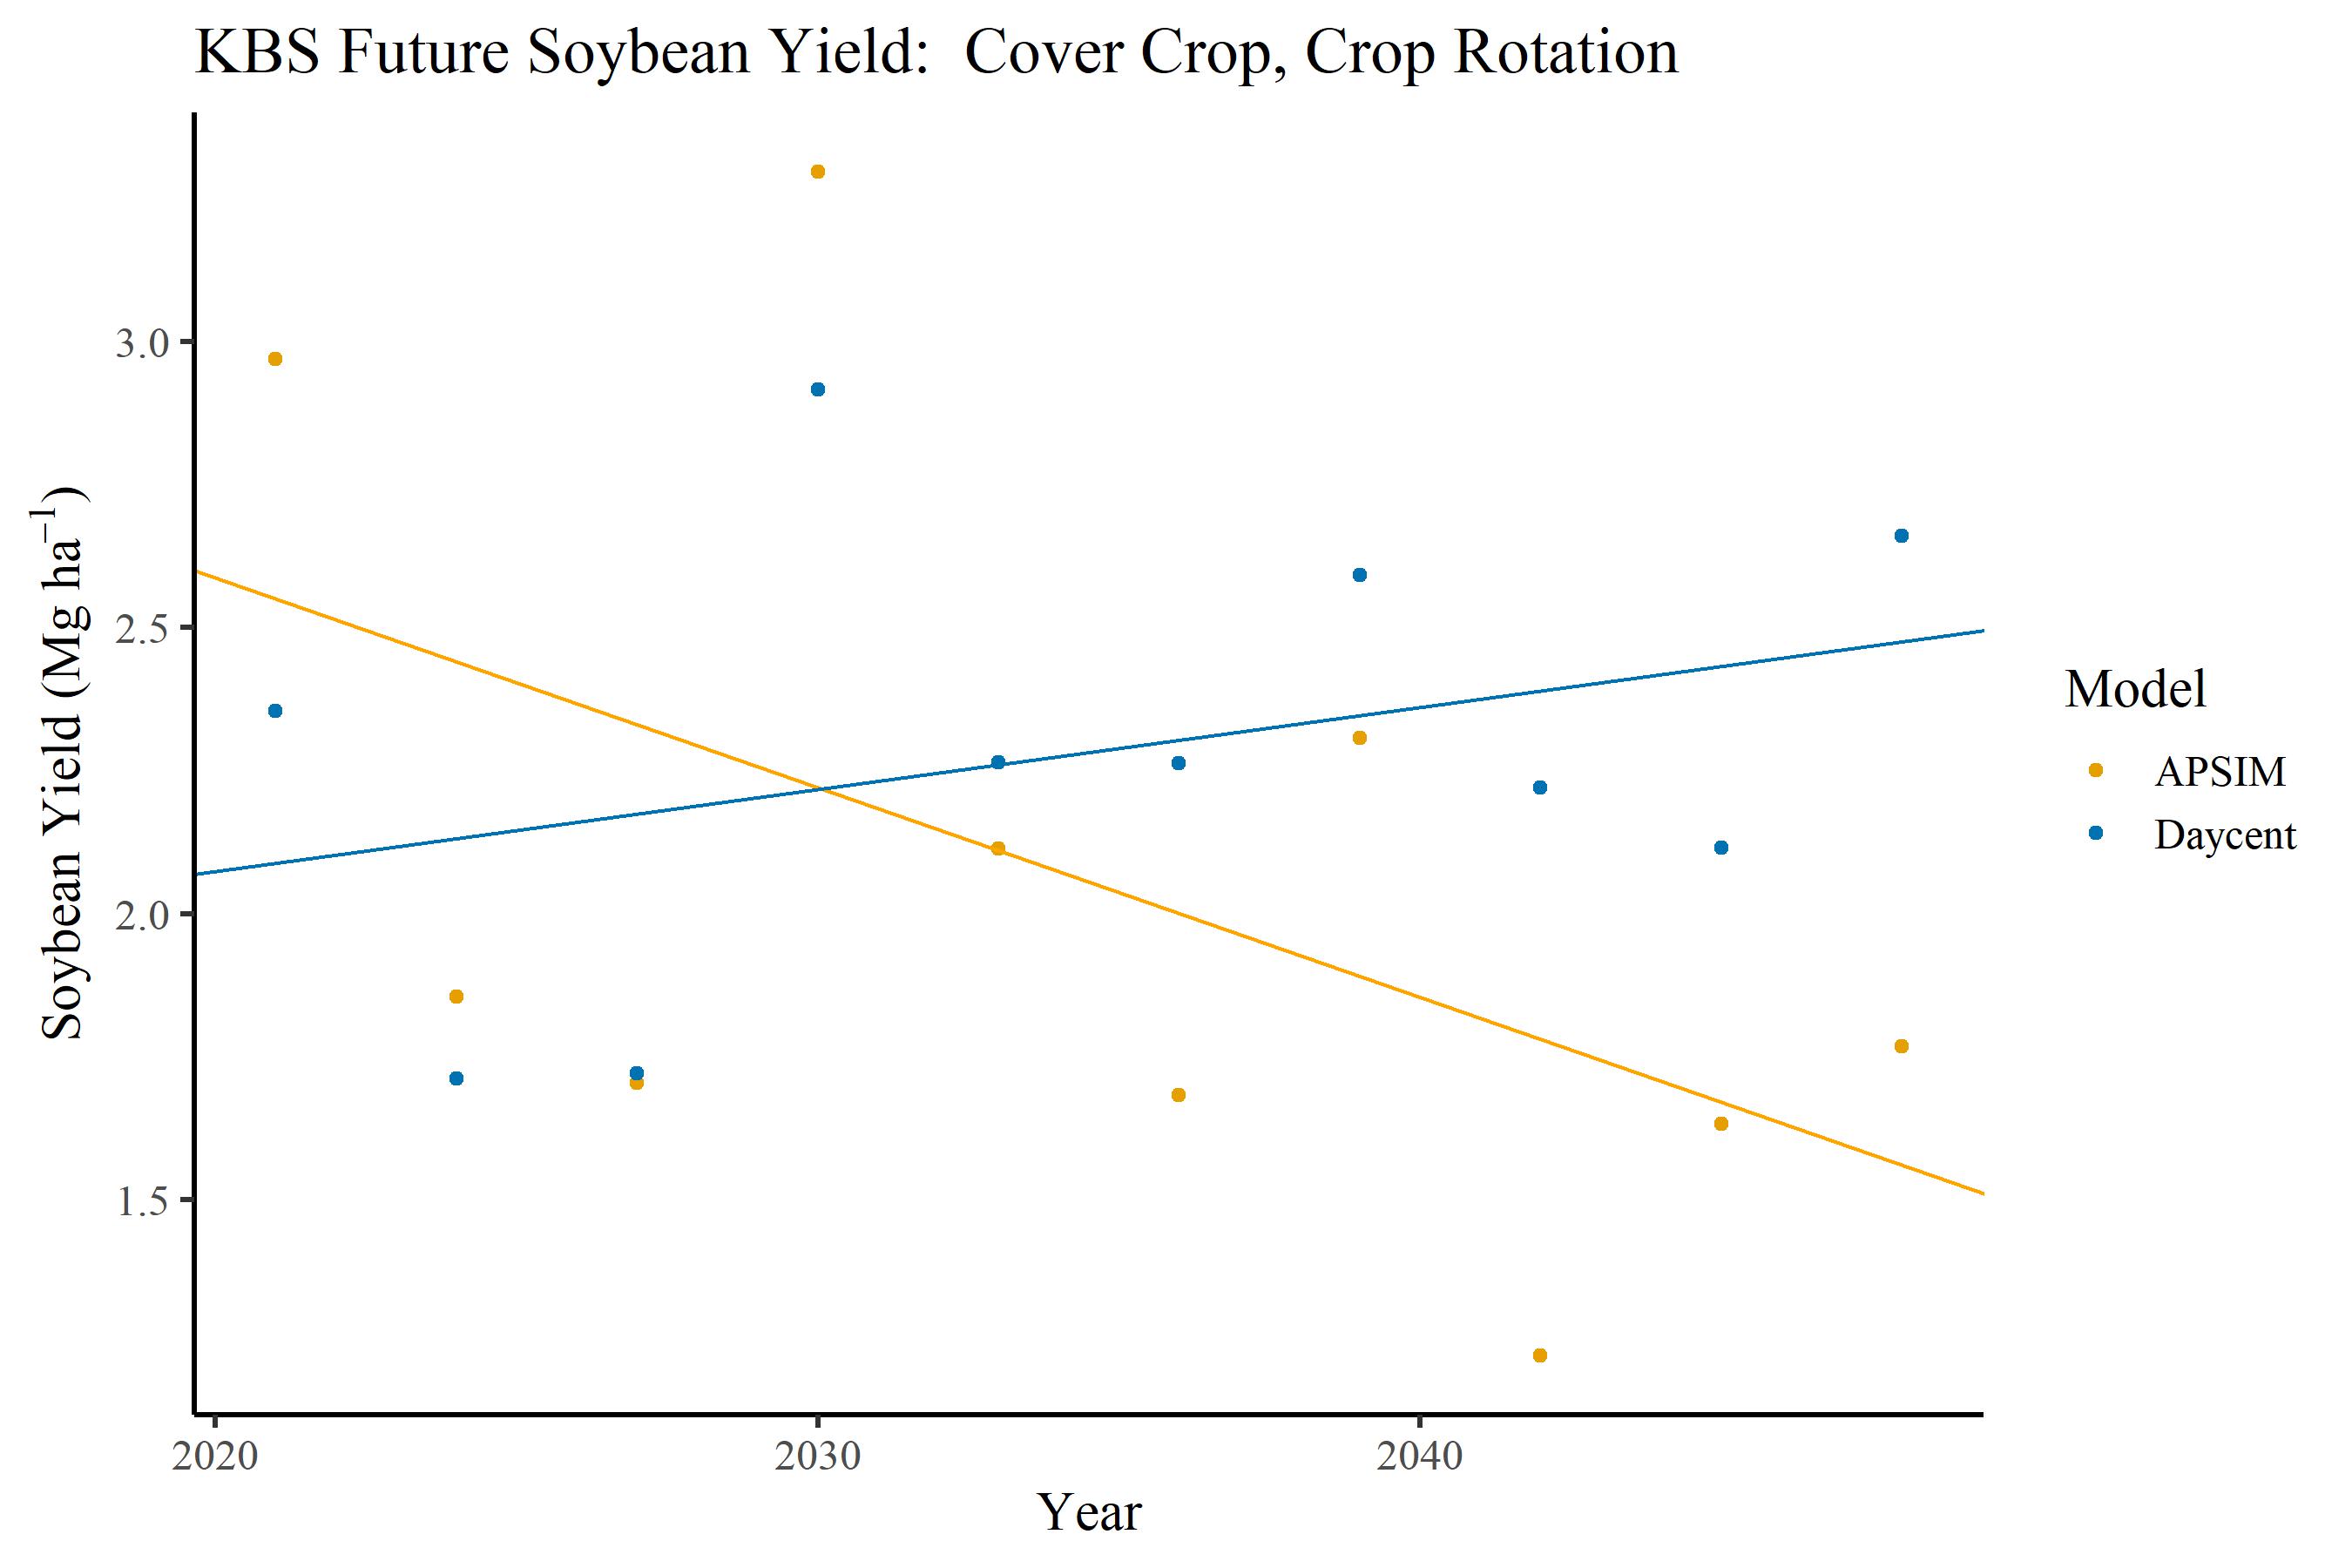 KBS Future Soybean Yield:  Cover Crop, Crop Rotation
Soybean Yield (Mg ha⁻¹)
3.0
2.5
2.0
1.5
2020 2030 2040
Year
Model
APSIM
Daycent